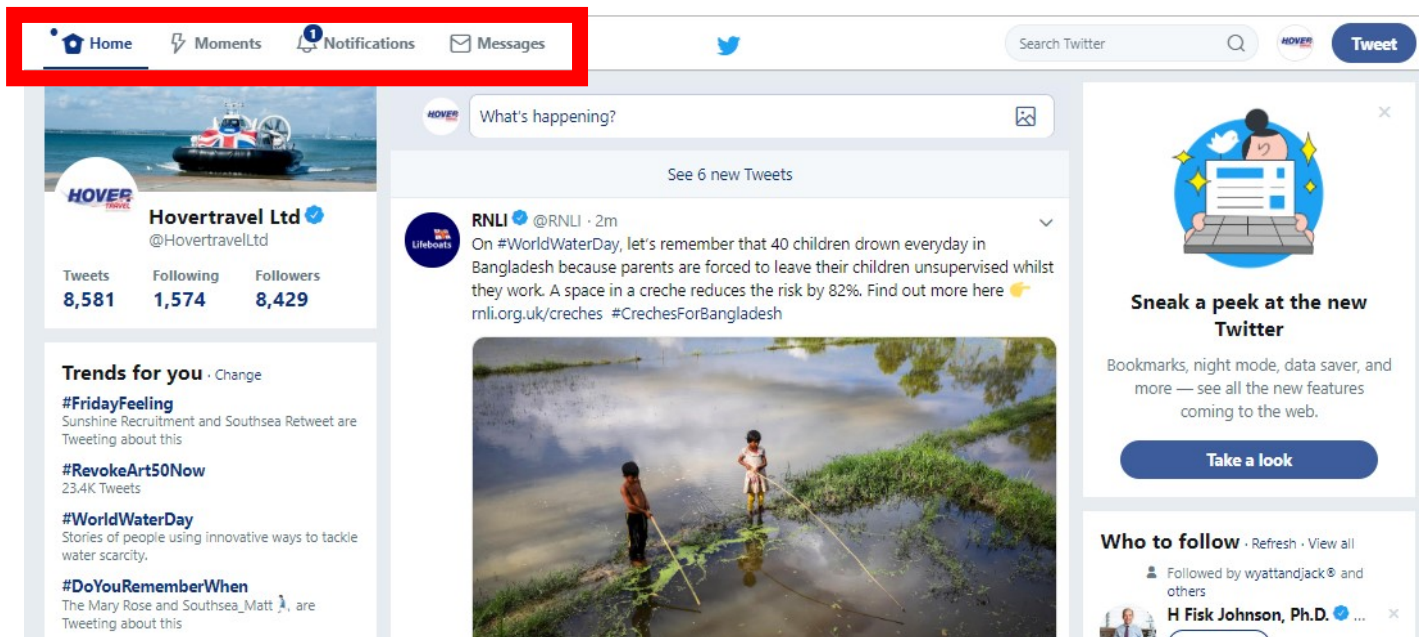 Home
Moments
1
Notifications
Messages
Search Twitter
HOVER
Tweet
HOVER
TRAVEL
Hovertravel Ltd
@HovertravelLtd
Tweets Following Followers
8,581 1,574 8,429
Trends for you · Change
#FridayFeeling
Sunshine Recruitment and Southsea Retweet are
Tweeting about this
#RevokeArt50Now
23.4K Tweets
#WorldWaterDay
Stories of people using innovative ways to tackle
water scarcity.
#DoYouRememberWhen
The Mary Rose and Southsea_Matt🚶, are
Tweeting about this
HOVER
What's happening?
See 6 new Tweets
Lifeboats
RNLI @RNLI · 2m
On #WorldWaterDay, let's remember that 40 children drown everyday in
Bangladesh because parents are forced to leave their children unsupervised whilst
they work. A space in a creche reduces the risk by 82%. Find out more here 👉
rnli.org.uk/creches #CrechesForBangladesh
Sneak a peek at the new
Twitter
Bookmarks, night mode, data saver, and
more — see all the new features
coming to the web.
Take a look
Who to follow · Refresh · View all
Followed by wyattandjack® and
others
H Fisk Johnson, Ph.D. ...